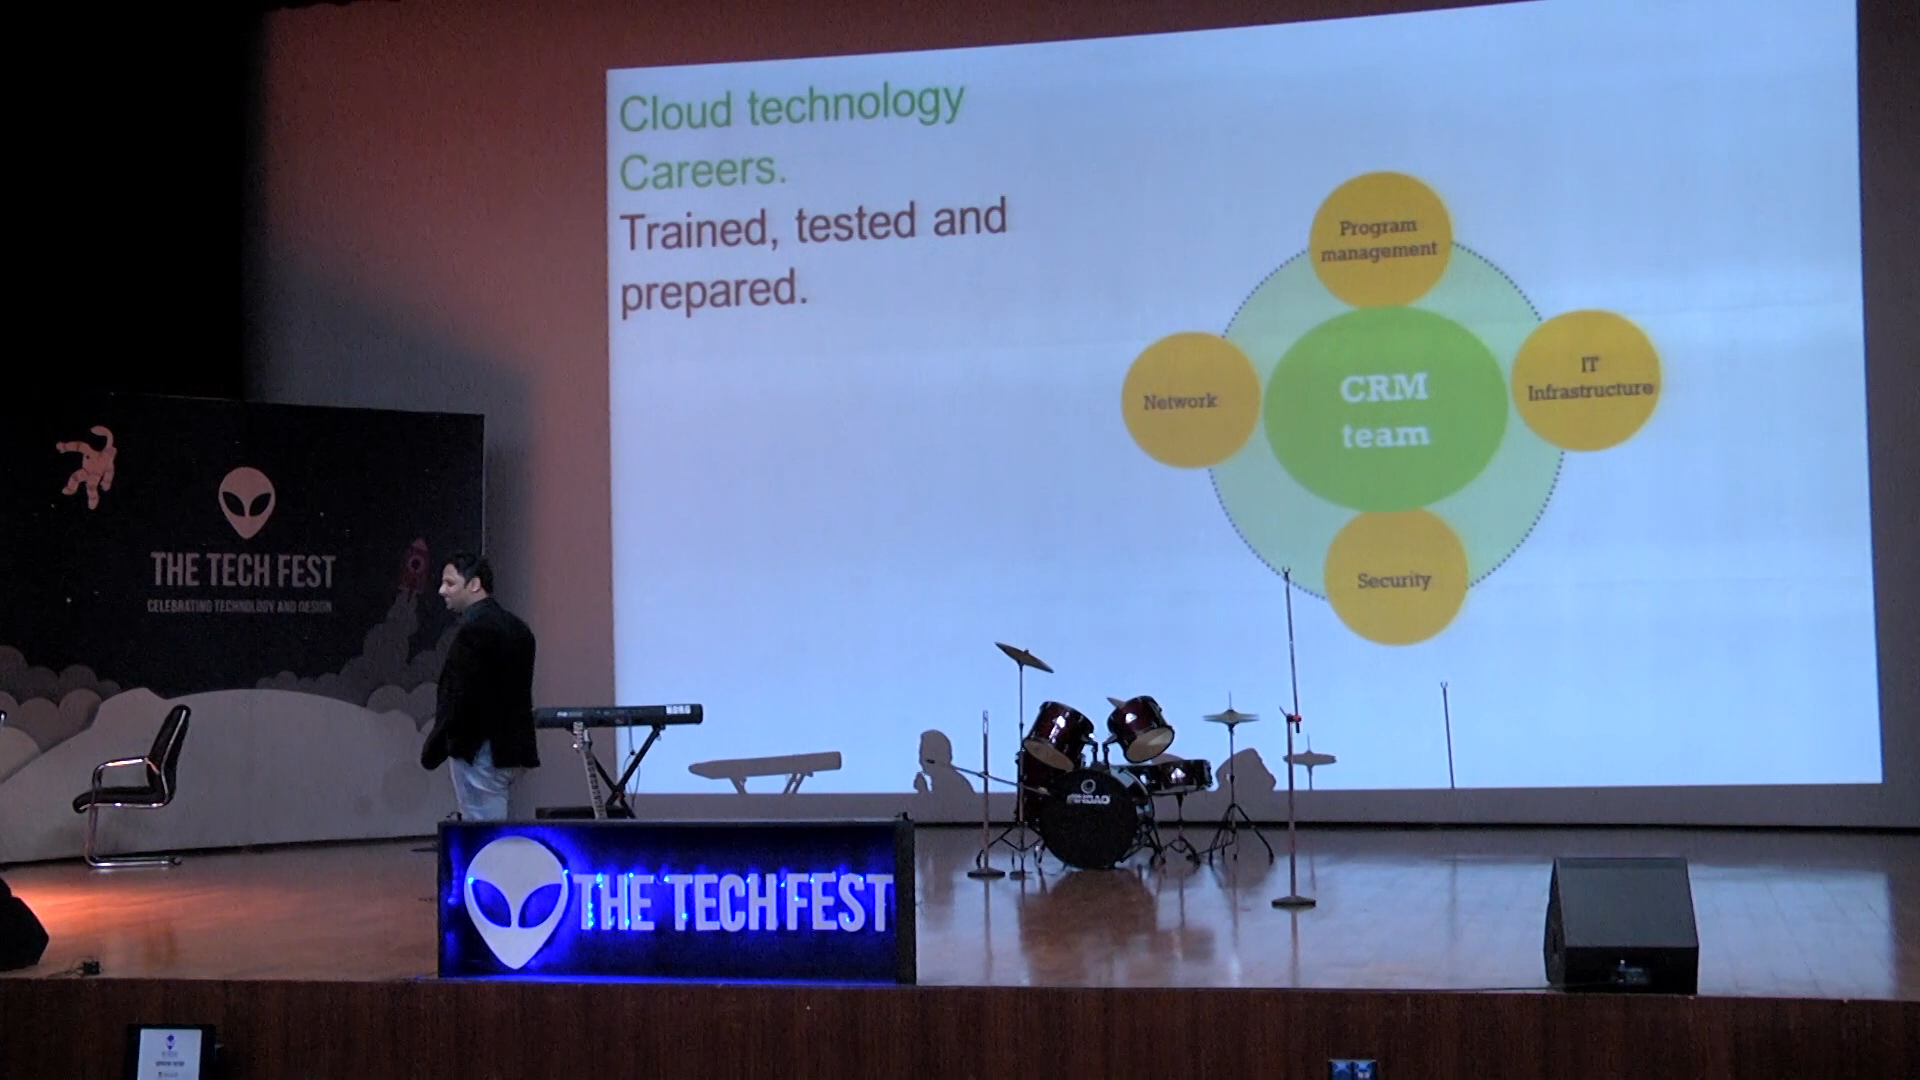 Cloud technology
Careers.
Trained, tested and
prepared.
Program
management
Network
CRM
team
IT
Infrastructure
Security
THE TECH FEST
CELEBRATING TECHNOLOGY AND DESIGN
KORG
THE TECH FEST